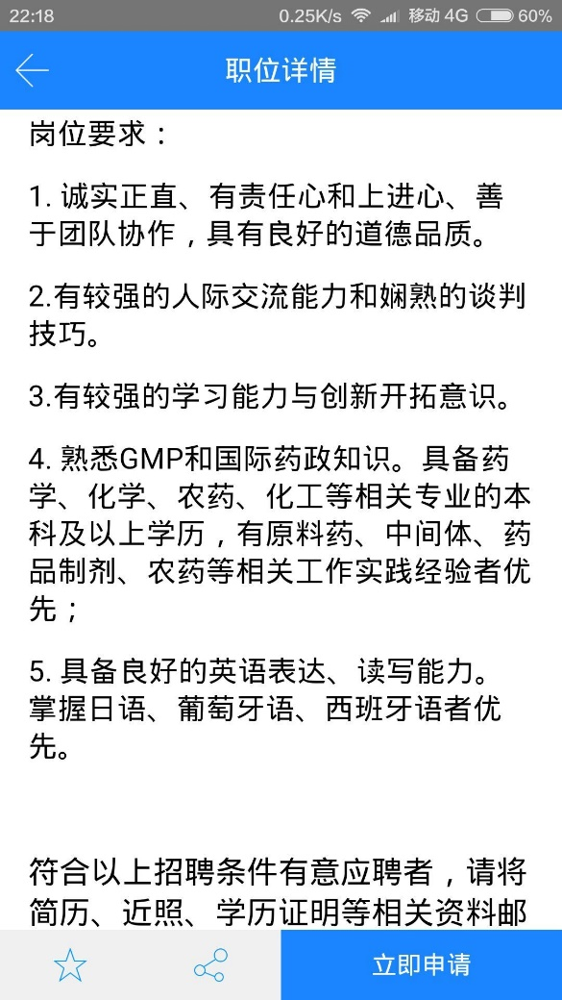 22:18 0.25K/s 移动 4G 60%
职位详情
岗位要求：
1. 诚实正直、有责任心和上进心、善
于团队协作，具有良好的道德品质。
2.有较强的人际交流能力和娴熟的谈判
技巧。
3.有较强的学习能力与创新开拓意识。
4. 熟悉GMP和国际药政知识。具备药
学、化学、农药、化工等相关专业的本
科及以上学历，有原料药、中间体、药
品制剂、农药等相关工作实践经验者优
先；
5. 具备良好的英语表达、读写能力。
掌握日语、葡萄牙语、西班牙语者优
先。
符合以上招聘条件有意应聘者，请将
简历、近照、学历证明等相关资料邮
立即申请